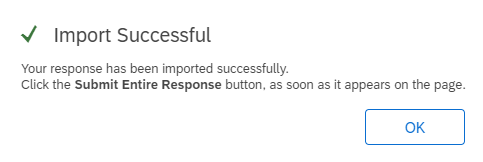 Import Successful
Your response has been imported successfully.
Click the Submit Entire Response button, as soon as it appears on the page.
OK